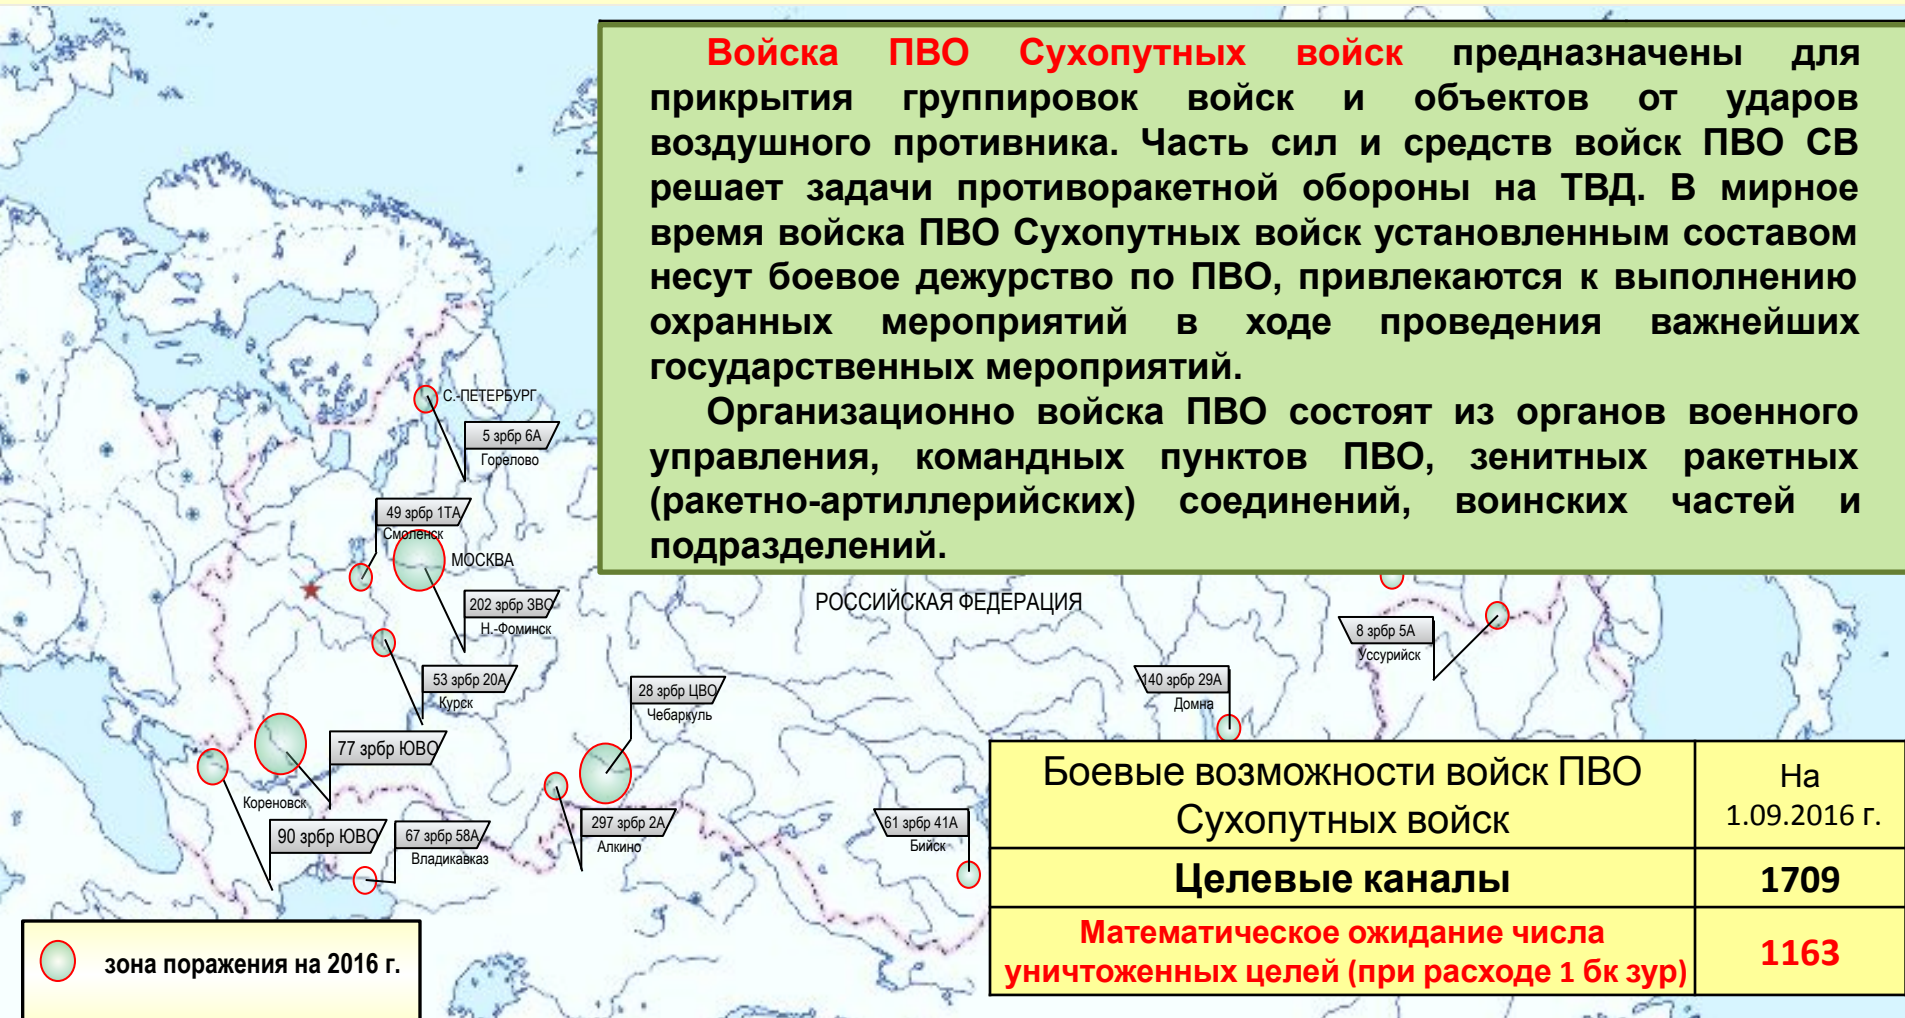 Войска ПВО Сухопутных войск предназначены для
прикрытия группировок войск и объектов от ударов
воздушного противника. Часть сил и средств войск ПВО СВ
решает задачи противоракетной обороны на ТВД. В мирное
время войска ПВО Сухопутных войск установленным составом
несут боевое дежурство по ПВО, привлекаются к выполнению
охранных мероприятий в ходе проведения важнейших
государственных мероприятий.
Организационно войска ПВО состоят из органов военного
управления, командных пунктов ПВО, зенитных ракетных
(ракетно-артиллерийских) соединений, воинских частей и
подразделений.
С.-ПЕТЕРБУРГ
5 зрбр 6А
Горелово
49 зрбр 1ТА
Смоленск
МОСКВА
202 зрбр ЗВО
Н.-Фоминск
РОССИЙСКАЯ ФЕДЕРАЦИЯ
8 зрбр 5А
Уссурийск
53 зрбр 20А
Курск
28 зрбр ЦВО
Чебаркуль
140 зрбр 29А
Домна
77 зрбр ЮВО
Кореновск
90 зрбр ЮВО
67 зрбр 58А
Владикавказ
297 зрбр 2А
Алкино
61 зрбр 41А
Бийск
Боевые возможности войск ПВО
Сухопутных войск
На
1.09.2016 г.
Целевые каналы
1709
Математическое ожидание числа
уничтоженных целей (при расходе 1 бк зур)
1163
зона поражения на 2016 г.